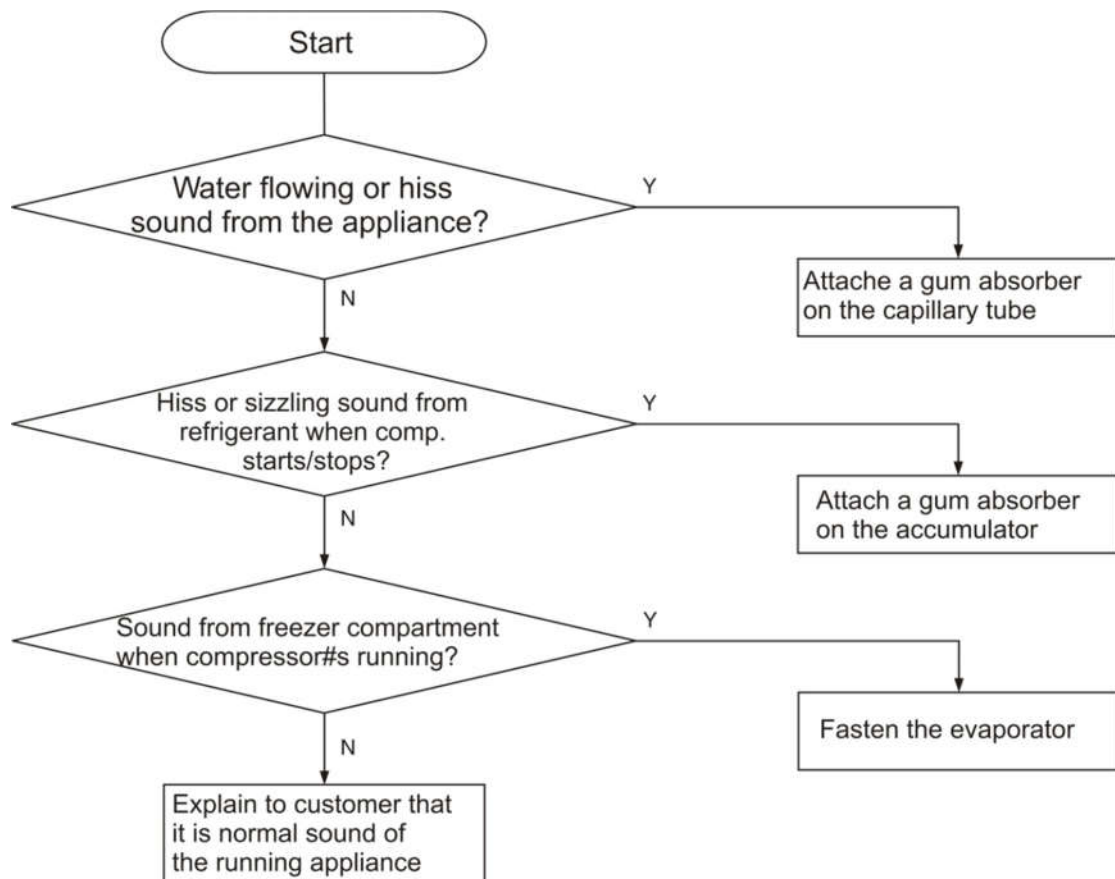 Start
Water flowing or hiss
sound from the appliance?
Y
Attache a gum absorber
on the capillary tube
N
Hiss or sizzling sound from
refrigerant when comp.
starts/stops?
Y
Attach a gum absorber
on the accumulator
N
Sound from freezer compartment
when compressor#s running?
Y
Fasten the evaporator
N
Explain to customer that
it is normal sound of
the running appliance